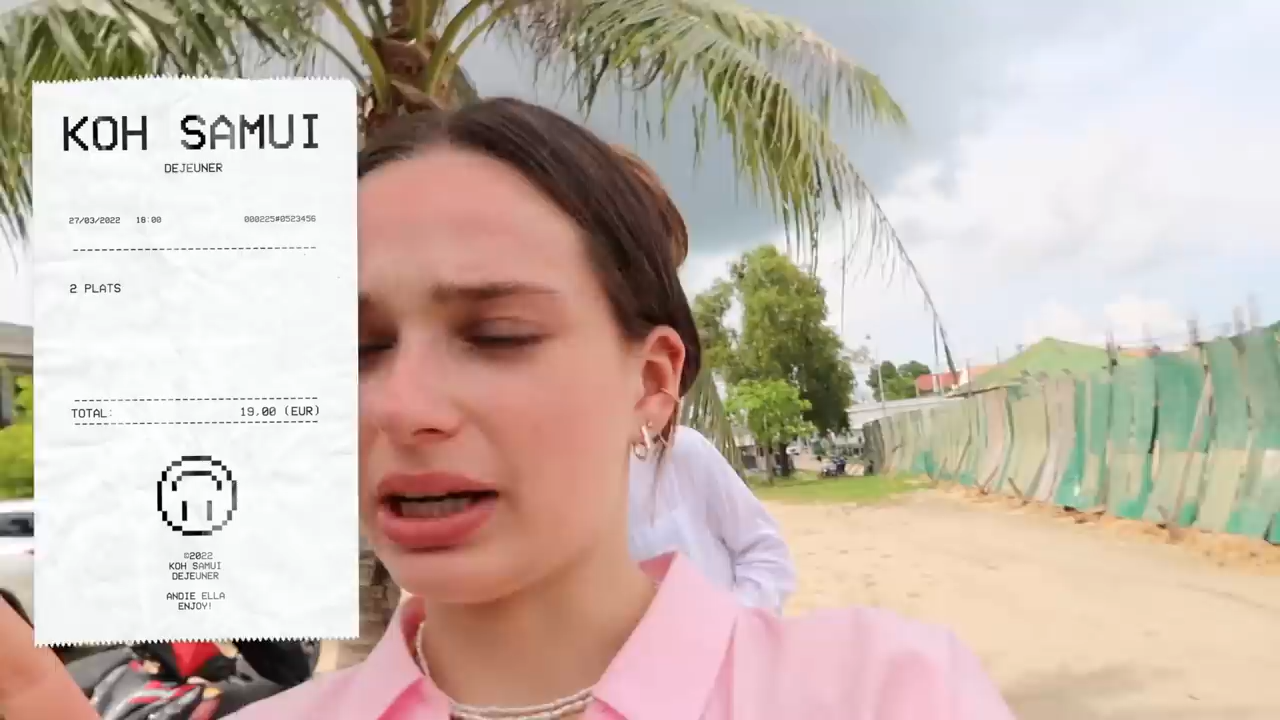 KOH SAMUI
DEJEUNER
27/03/2022 16:00 000225#0523456
2 PLATS
TOTAL: 19,00 (EUR)
©2022
KOH SAMUI
DEJEUNER
ANDIE ELLA
ENJOY!